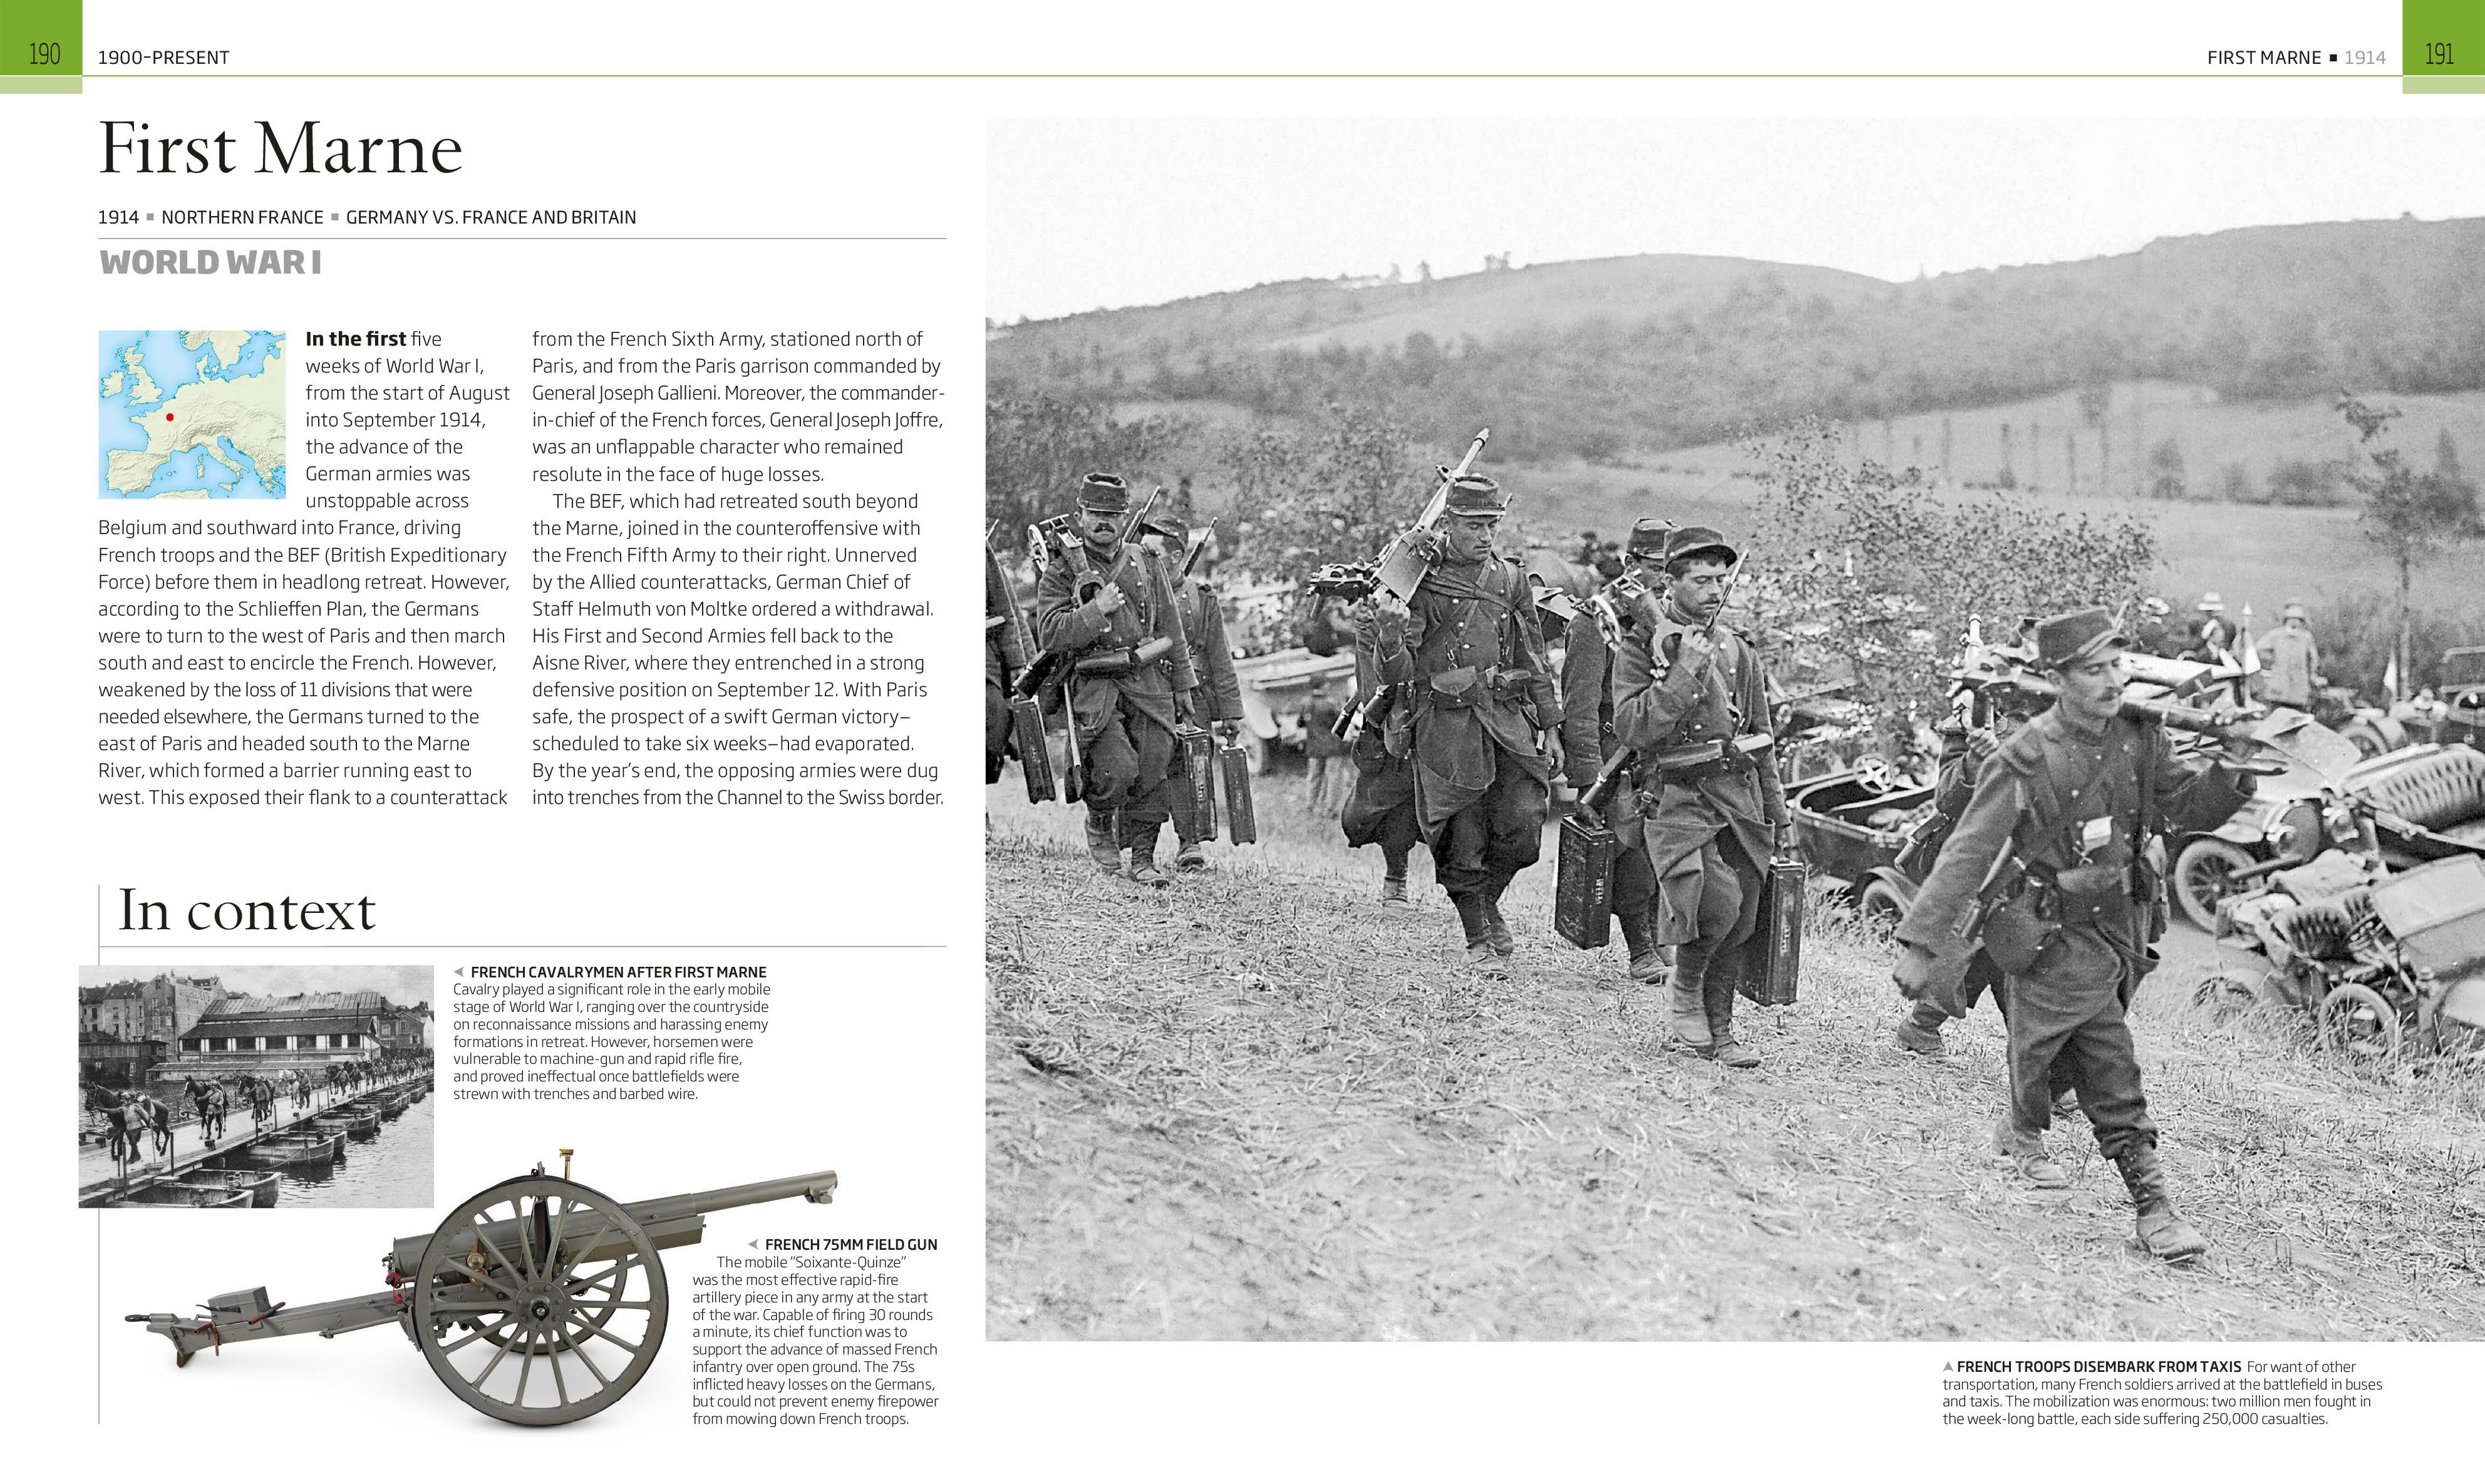 190
1900–PRESENT
FIRST MARNE ■ 1914
191
First Marne
1914 ■ NORTHERN FRANCE ■ GERMANY VS. FRANCE AND BRITAIN
WORLD WAR I
In the first five
weeks of World War I,
from the start of August
into September 1914,
the advance of the
German armies was
unstoppable across
Belgium and southward into France, driving
French troops and the BEF (British Expeditionary
Force) before them in headlong retreat. However,
according to the Schlieffen Plan, the Germans
were to turn to the west of Paris and then march
south and east to encircle the French. However,
weakened by the loss of 11 divisions that were
needed elsewhere, the Germans turned to the
east of Paris and headed south to the Marne
River, which formed a barrier running east to
west. This exposed their flank to a counterattack
from the French Sixth Army, stationed north of
Paris, and from the Paris garrison commanded by
General Joseph Gallieni. Moreover, the commander-
in-chief of the French forces, General Joseph Joffre,
was an unflappable character who remained
resolute in the face of huge losses.
The BEF, which had retreated south beyond
the Marne, joined in the counteroffensive with
the French Fifth Army to their right. Unnerved
by the Allied counterattacks, German Chief of
Staff Helmuth von Moltke ordered a withdrawal.
His First and Second Armies fell back to the
Aisne River, where they entrenched in a strong
defensive position on September 12. With Paris
safe, the prospect of a swift German victory—
scheduled to take six weeks—had evaporated.
By the year's end, the opposing armies were dug
into trenches from the Channel to the Swiss border.
In context
FRENCH CAVALRYMEN AFTER FIRST MARNE
Cavalry played a significant role in the early mobile
stage of World War I, ranging over the countryside
on reconnaissance missions and harassing enemy
formations in retreat. However, horsemen were
vulnerable to machine-gun and rapid rifle fire,
and proved ineffectual once battlefields were
strewn with trenches and barbed wire.
FRENCH 75MM FIELD GUN
The mobile “Soixante-Quinze”
was the most effective rapid-fire
artillery piece in any army at the start
of the war. Capable of firing 30 rounds
a minute, its chief function was to
support the advance of massed French
infantry over open ground. The 75s
inflicted heavy losses on the Germans,
but could not prevent enemy firepower
from mowing down French troops.
FRENCH TROOPS DISEMBARK FROM TAXIS For want of other
transportation, many French soldiers arrived at the battlefield in buses
and taxis. The mobilization was enormous: two million men fought in
the week-long battle, each side suffering 250,000 casualties.